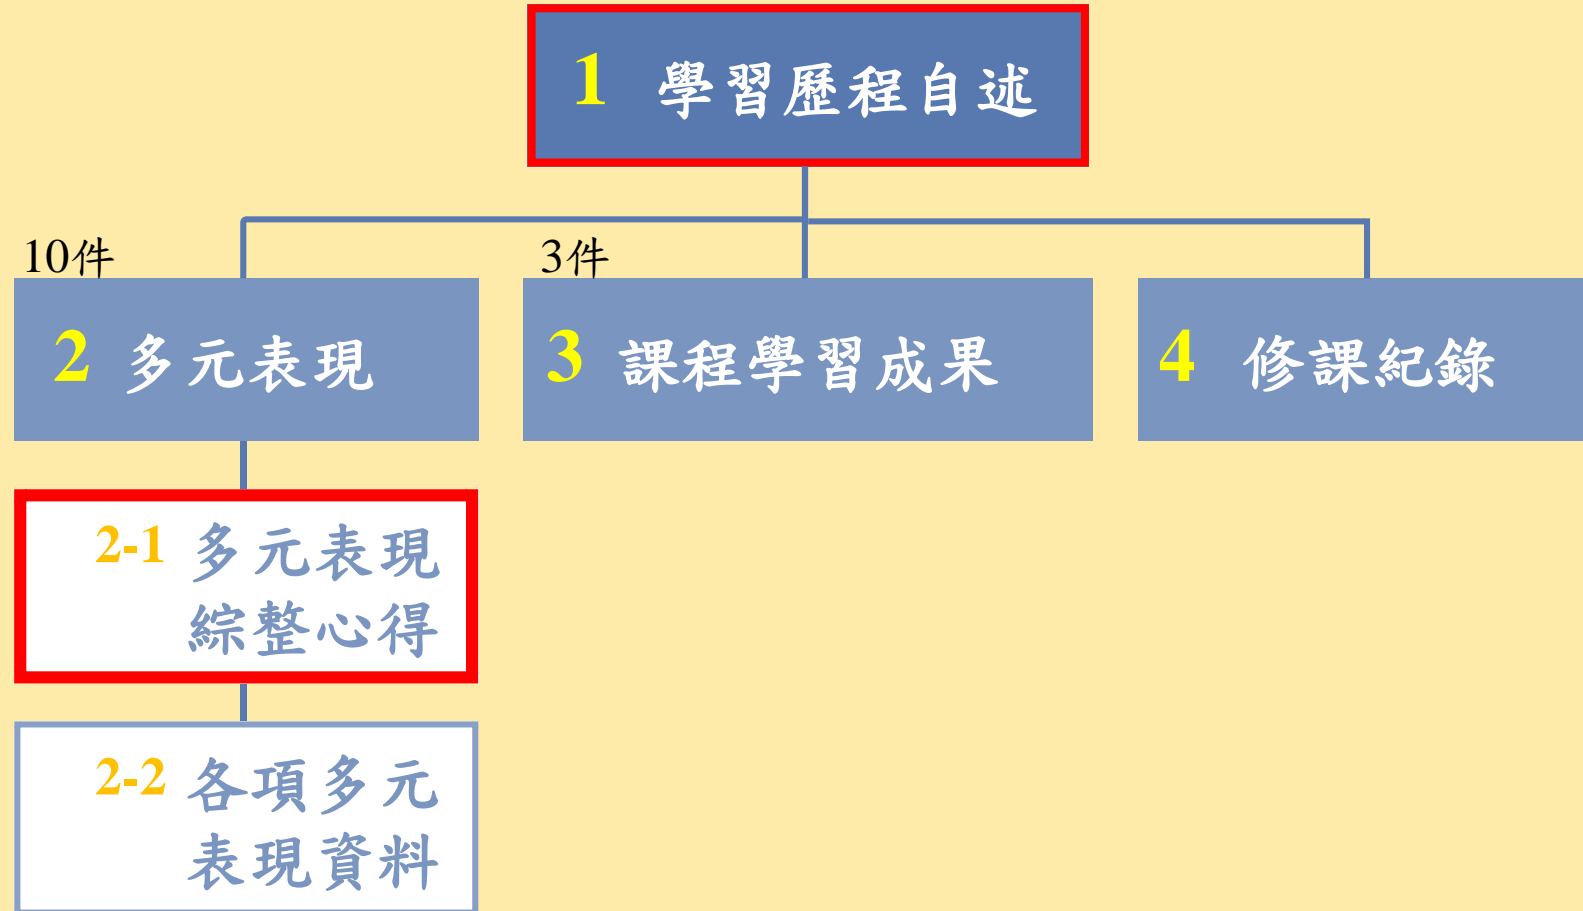 1 學習歷程自述
10件
3件
2 多元表現
3 課程學習成果
4 修課紀錄
2-1 多元表現
綜整心得
2-2 各項多元
表現資料